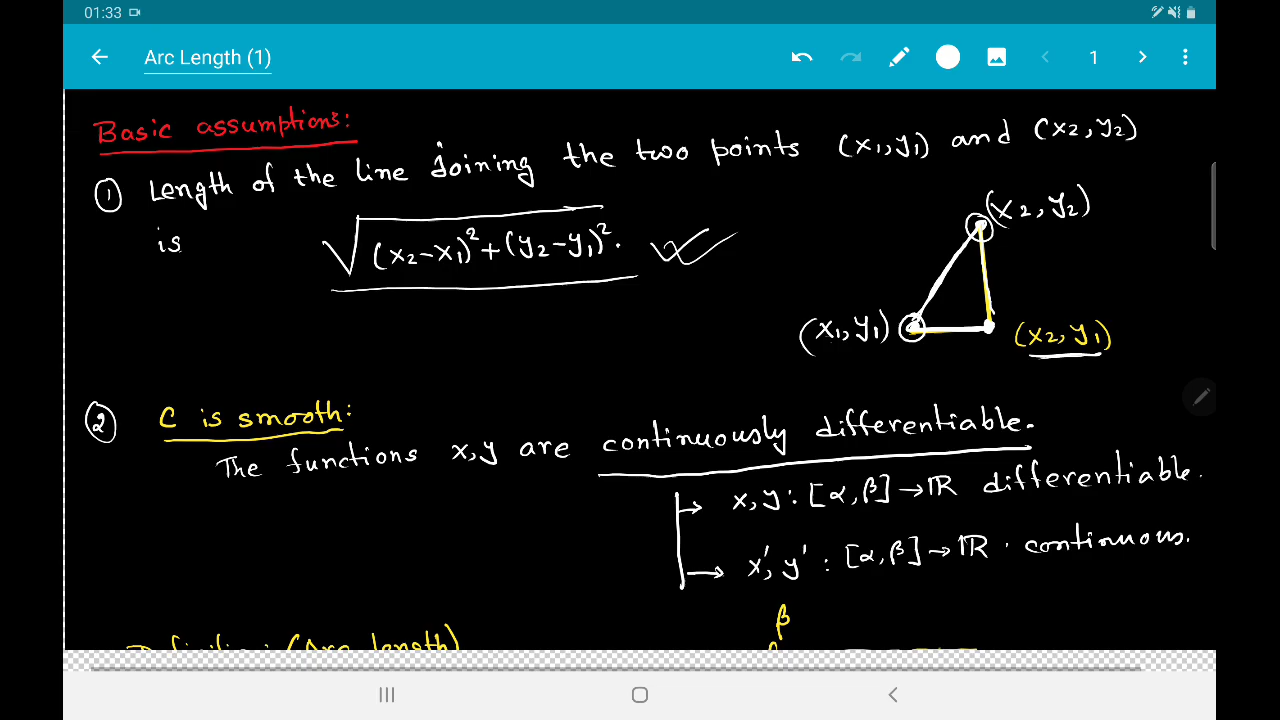 01:33
Arc Length (1)
1
Basic assumptions:
① Length of the line joining the two points (x1,y1) and (x2,y2)
is √(x2-x1)²+(y2-y1)².
(x2,y2)
(x1,y1)
(x2,y1)
② C is smooth:
The functions x,y are continuously differentiable.
x,y : [α,β] → ℝ differentiable.
x',y' : [α,β] → ℝ . continuous.
β
(Arc length)